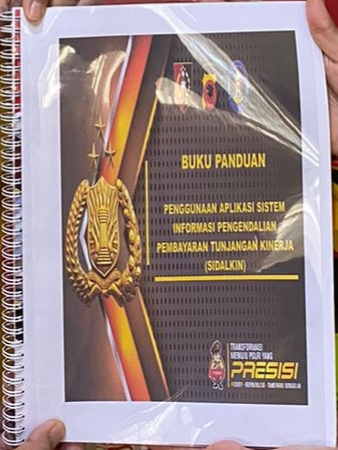 BUKU PANDUAN
PENGGUNAAN APLIKASI SISTEM
INFORMASI PENGENDALIAN
PEMBAYARAN TUNJANGAN KINERJA
(SIDALKIN)
TRANSFORMASI
MENUJU POLRI YANG
PRESISI